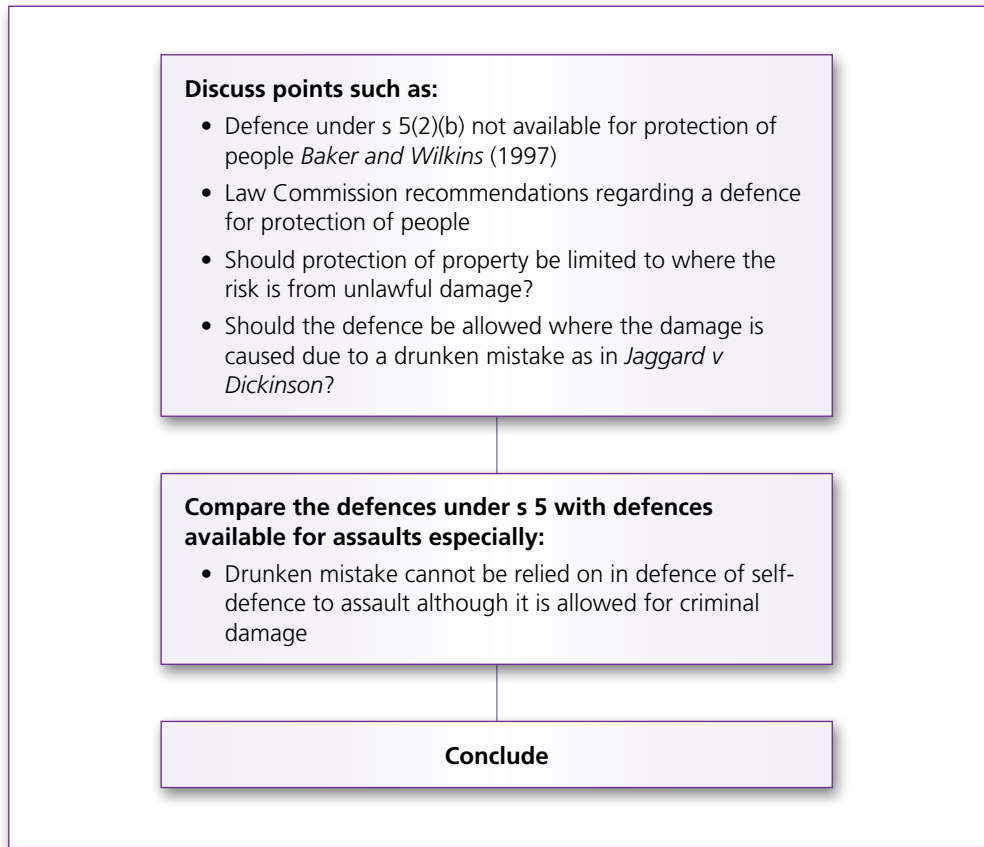 Discuss points such as:
• Defence under s 5(2)(b) not available for protection of
people Baker and Wilkins (1997)
• Law Commission recommendations regarding a defence
for protection of people
• Should protection of property be limited to where the
risk is from unlawful damage?
• Should the defence be allowed where the damage is
caused due to a drunken mistake as in Jaggard v
Dickinson?
Compare the defences under s 5 with defences
available for assaults especially:
• Drunken mistake cannot be relied on in defence of self-
defence to assault although it is allowed for criminal
damage
Conclude